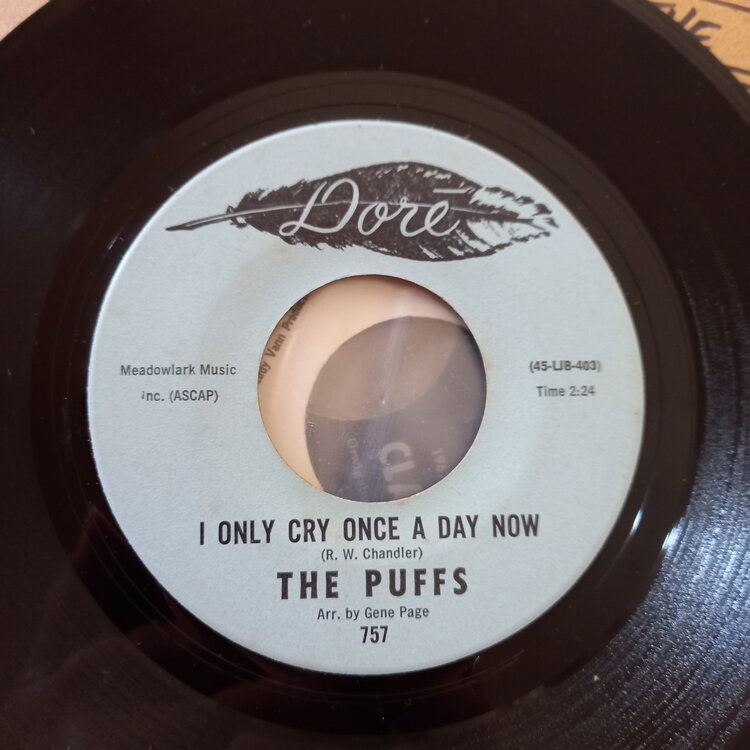 Doré
Meadowlark Music
Inc. (ASCAP)
(45-LJB-403)
Time 2:24
I ONLY CRY ONCE A DAY NOW
(R. W. Chandler)
THE PUFFS
Arr. by Gene Page
757
Vann